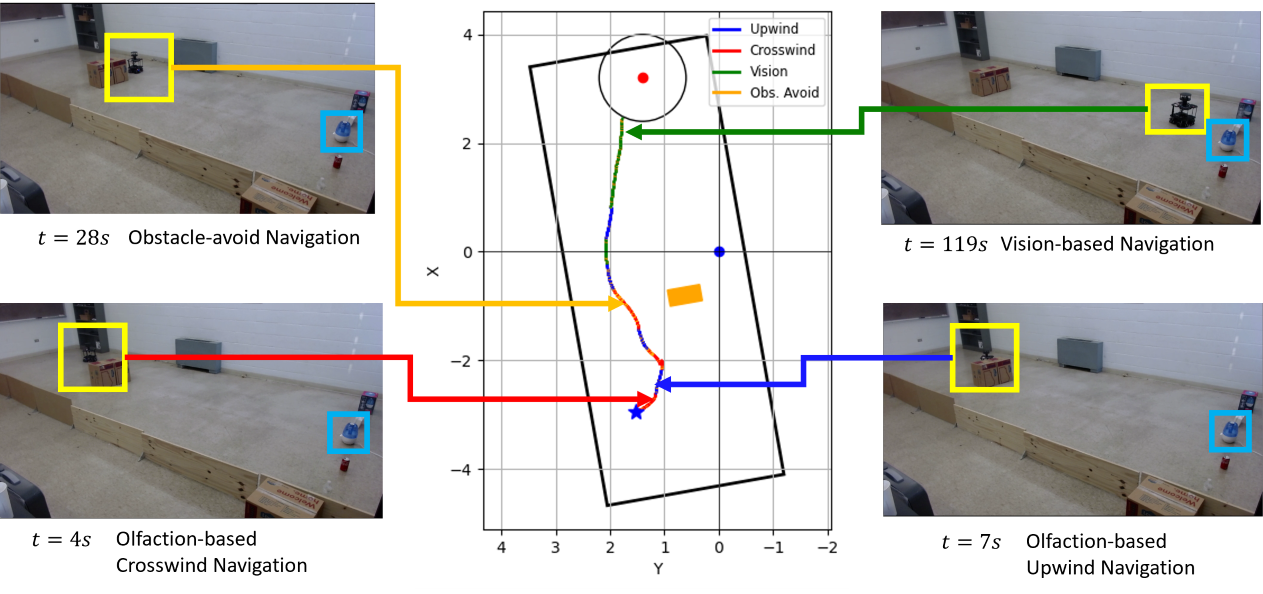 t = 28s Obstacle-avoid Navigation
t = 4s Olfaction-based
Crosswind Navigation
Upwind
Crosswind
Vision
Obs. Avoid
4
2
0
−2
−4
X
4 3 2 1 0 −1 −2
Y
t = 119s Vision-based Navigation
t = 7s Olfaction-based
Upwind Navigation